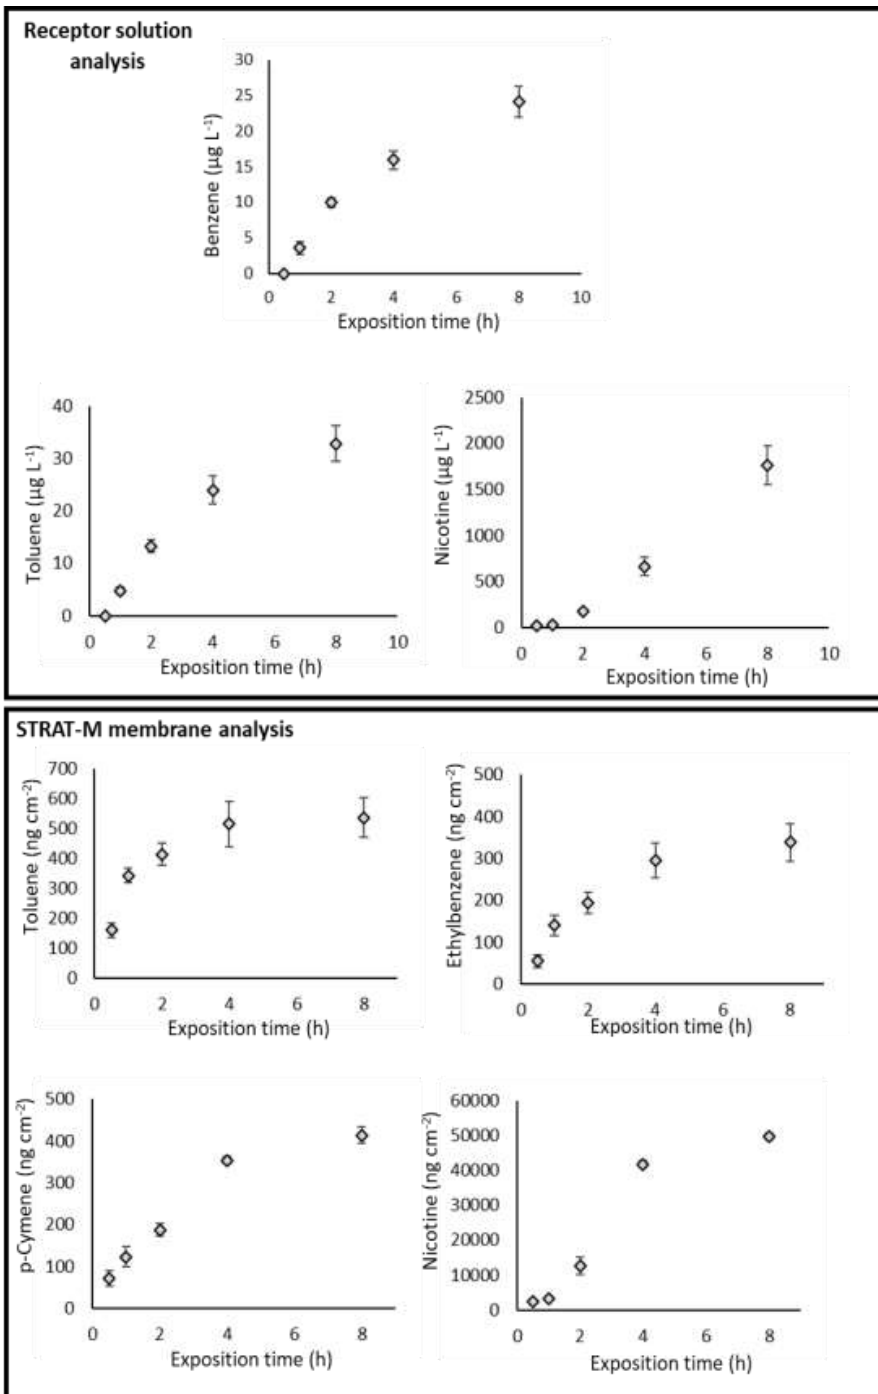 Receptor solution
analysis
Benzene (µg L⁻¹)
30
25
20
15
10
5
0
0 2 4 6 8 10
Exposition time (h)
Toluene (µg L⁻¹)
40
30
20
10
0
0 2 4 6 8 10
Exposition time (h)
Nicotine (µg L⁻¹)
2500
2000
1500
1000
500
0
0 2 4 6 8 10
Exposition time (h)
STRAT-M membrane analysis
Toluene (ng cm⁻²)
700
600
500
400
300
200
100
0
0 2 4 6 8
Exposition time (h)
Ethylbenzene (ng cm⁻²)
500
400
300
200
100
0
0 2 4 6 8
Exposition time (h)
p-Cymene (ng cm⁻²)
500
400
300
200
100
0
0 2 4 6 8
Exposition time (h)
Nicotine (ng cm⁻²)
60000
50000
40000
30000
20000
10000
0
0 2 4 6 8
Exposition time (h)